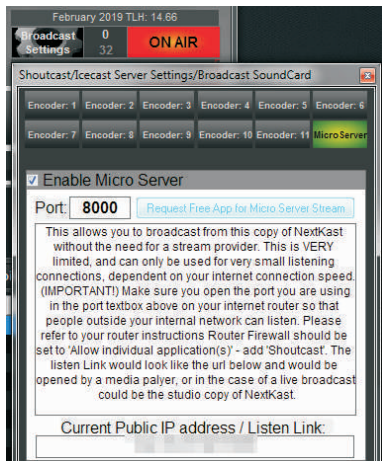 February 2019 TLH: 14.66
Broadcast Settings 0 32 ON AIR
Shoutcast/Icecast Server Settings/Broadcast SoundCard
Encoder: 1 Encoder: 2 Encoder: 3 Encoder: 4 Encoder: 5 Encoder: 6
Encoder: 7 Encoder: 8 Encoder: 9 Encoder: 10 Encoder: 11 MicroServer
Enable Micro Server
Port: 8000 Request Free App for Micro Server Stream
This allows you to broadcast from this copy of NextKast
without the need for a stream provider. This is VERY
limited, and can only be used for very small listening
connections, dependent on your internet connection speed.
(IMPORTANT!) Make sure you open the port you are using
in the port textbox above on your internet router so that
people outside your internal network can listen. Please
refer to your router instructions Router Firewall should be
set to 'Allow individual application(s)' - add 'Shoutcast'. The
listen Link would look like the url below and would be
opened by a media palyer, or in the case of a live broadcast
could be the studio copy of NextKast.
Current Public IP address / Listen Link: